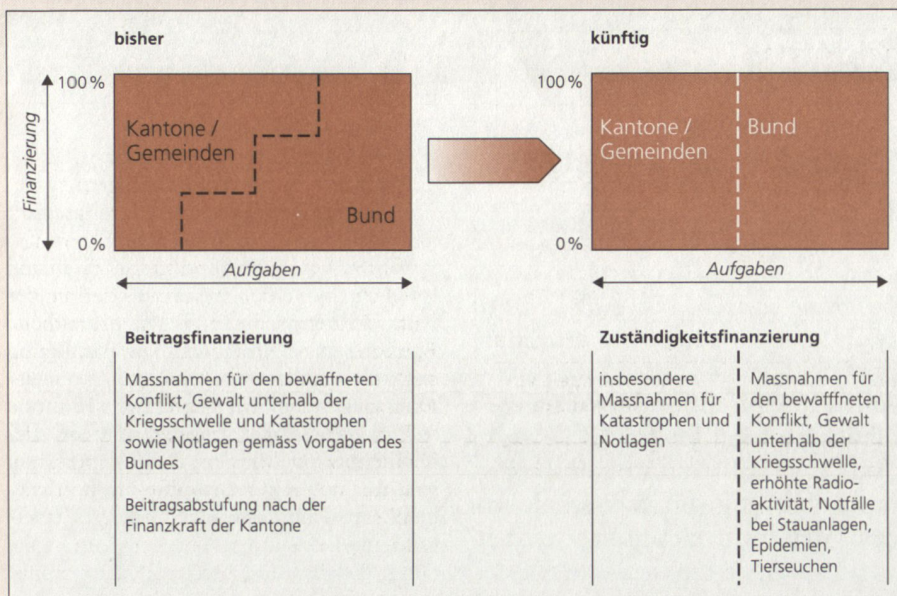 bisher
100 %
Finanzierung
0 %
Kantone /
Gemeinden
Bund
Aufgaben
Beitragsfinanzierung
Massnahmen für den bewaffneten
Konflikt, Gewalt unterhalb der
Kriegsschwelle und Katastrophen
sowie Notlagen gemäss Vorgaben des
Bundes
Beitragsabstufung nach der
Finanzkraft der Kantone
künftig
100 %
0 %
Kantone /
Gemeinden
Bund
Aufgaben
Zuständigkeitsfinanzierung
insbesondere
Massnahmen für
Katastrophen und
Notlagen
Massnahmen für
den bewafffneten
Konflikt, Gewalt
unterhalb der
Kriegsschwelle,
erhöhte Radio-
aktivität, Notfälle
bei Stauanlagen,
Epidemien,
Tierseuchen